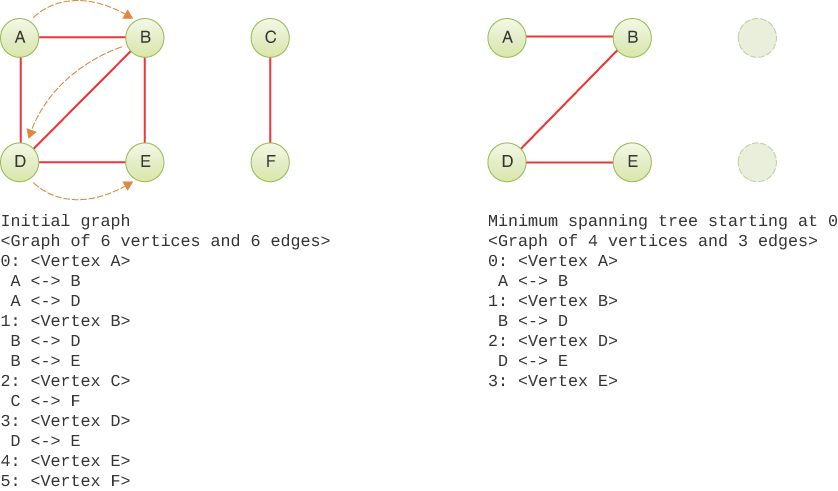 A B C
D E F
Initial graph
<Graph of 6 vertices and 6 edges>
0: <Vertex A>
A <-> B
A <-> D
1: <Vertex B>
B <-> D
B <-> E
2: <Vertex C>
C <-> F
3: <Vertex D>
D <-> E
4: <Vertex E>
5: <Vertex F>
A B
D E
Minimum spanning tree starting at 0
<Graph of 4 vertices and 3 edges>
0: <Vertex A>
A <-> B
1: <Vertex B>
B <-> D
2: <Vertex D>
D <-> E
3: <Vertex E>